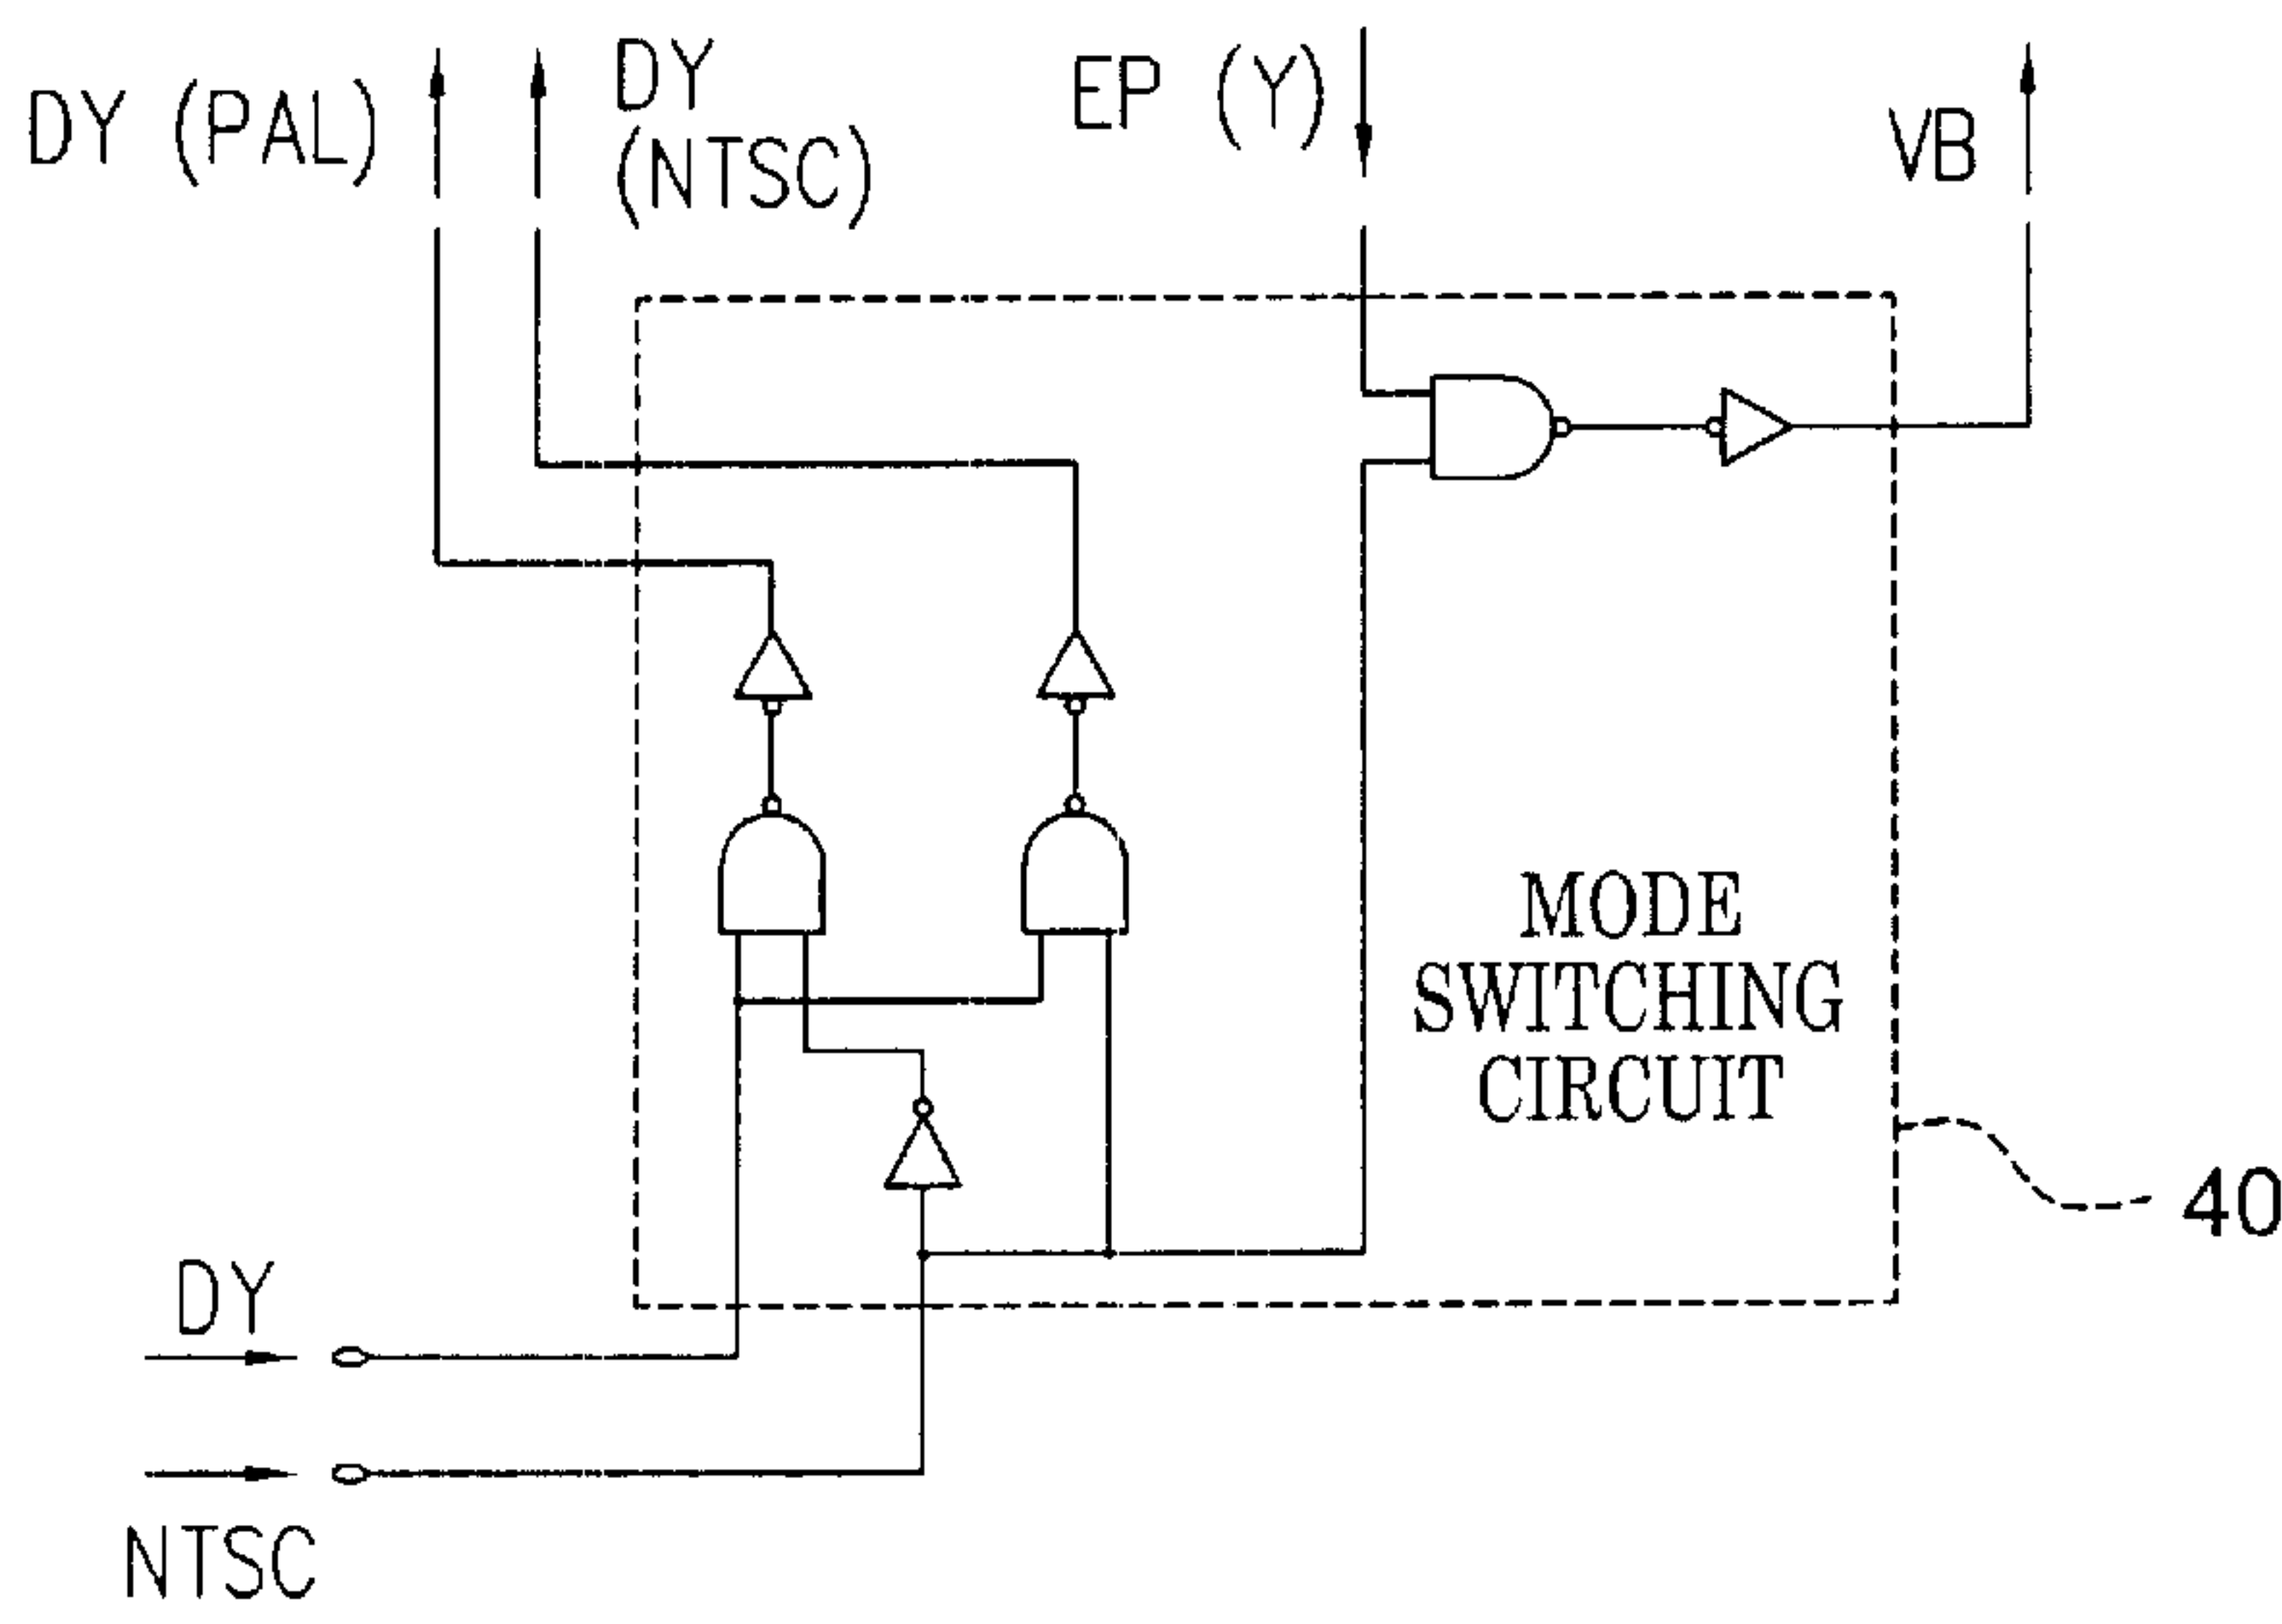 DY (PAL)
DY
(NTSC)
EP (Y)
VB
MODE
SWITCHING
CIRCUIT
40
DY
NTSC